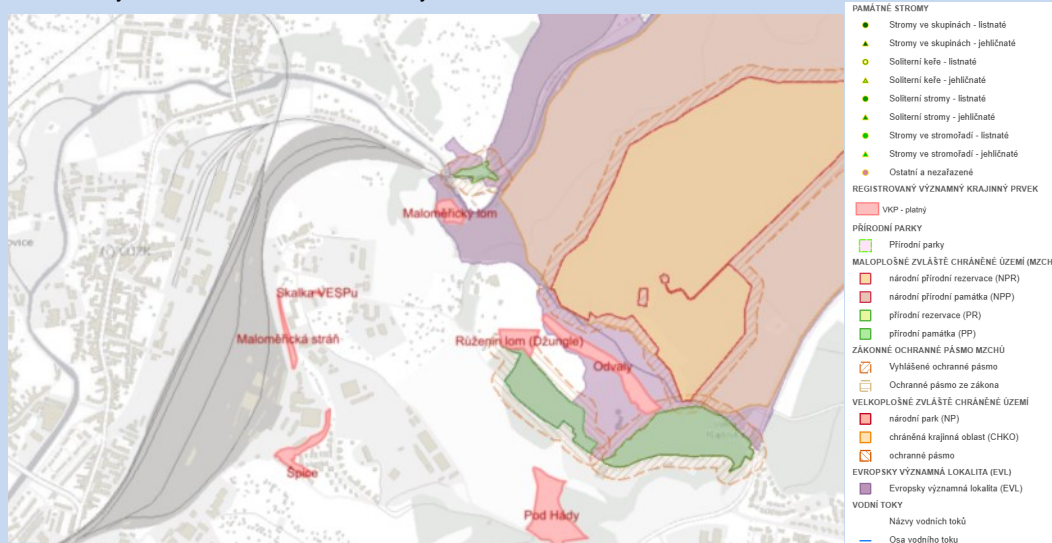 Maloměřický lom
Skalka VESPu
Maloměřická stráň
Růženin lom (Džungle)
Odvaly
Špice
Pod Hády
ovice
ČÚZK
PAMÁTNÉ STROMY
Stromy ve skupinách - listnaté
Stromy ve skupinách - jehličnaté
Soliterní keře - listnaté
Soliterní keře - jehličnaté
Soliterní stromy - listnaté
Soliterní stromy - jehličnaté
Stromy ve stromořadí - listnaté
Stromy ve stromořadí - jehličnaté
Ostatní a nezařazené
REGISTROVANÝ VÝZNAMNÝ KRAJINNÝ PRVEK
VKP - platný
PŘÍRODNÍ PARKY
Přírodní parky
MALOPLOŠNÉ ZVLÁŠTĚ CHRÁNĚNÉ ÚZEMÍ (MZCH
národní přírodní rezervace (NPR)
národní přírodní památka (NPP)
přírodní rezervace (PR)
přírodní památka (PP)
ZÁKONNÉ OCHRANNÉ PÁSMO MZCHÚ
Vyhlášené ochranné pásmo
Ochranné pásmo ze zákona
VELKOPLOŠNÉ ZVLÁŠTĚ CHRÁNĚNÉ ÚZEMÍ
národní park (NP)
chráněná krajinná oblast (CHKO)
ochranné pásmo
EVROPSKY VÝZNAMNÁ LOKALITA (EVL)
Evropsky významná lokalita (EVL)
VODNÍ TOKY
Názvy vodních toků
Osa vodního toku